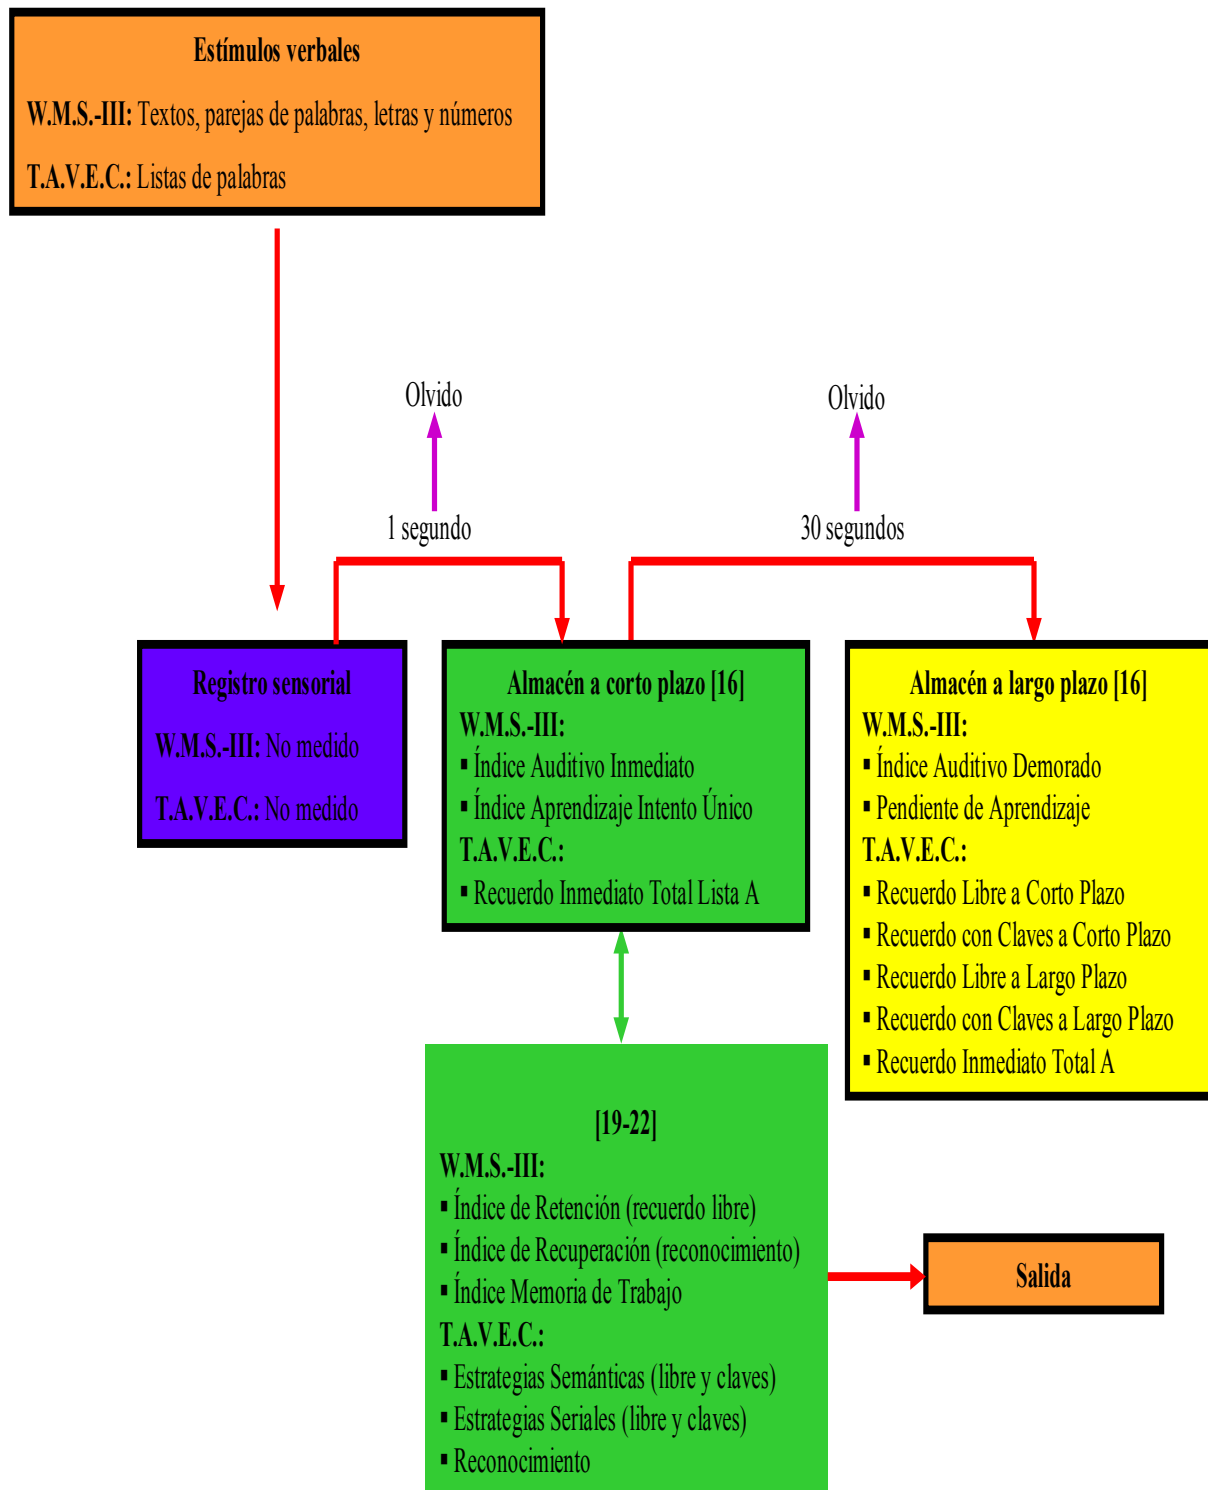 Estímulos verbales
W.M.S.-III: Textos, parejas de palabras, letras y números
T.A.V.E.C.: Listas de palabras
Olvido
Olvido
1 segundo
30 segundos
Registro sensorial
W.M.S.-III: No medido
T.A.V.E.C.: No medido
Almacén a corto plazo [16]
W.M.S.-III:
▪ Índice Auditivo Inmediato
▪ Índice Aprendizaje Intento Único
T.A.V.E.C.:
▪ Recuerdo Inmediato Total Lista A
Almacén a largo plazo [16]
W.M.S.-III:
▪ Índice Auditivo Demorado
▪ Pendiente de Aprendizaje
T.A.V.E.C.:
▪ Recuerdo Libre a Corto Plazo
▪ Recuerdo con Claves a Corto Plazo
▪ Recuerdo Libre a Largo Plazo
▪ Recuerdo con Claves a Largo Plazo
▪ Recuerdo Inmediato Total A
[19-22]
W.M.S.-III:
▪ Índice de Retención (recuerdo libre)
▪ Índice de Recuperación (reconocimiento)
▪ Índice Memoria de Trabajo
T.A.V.E.C.:
▪ Estrategias Semánticas (libre y claves)
▪ Estrategias Seriales (libre y claves)
▪ Reconocimiento
Salida